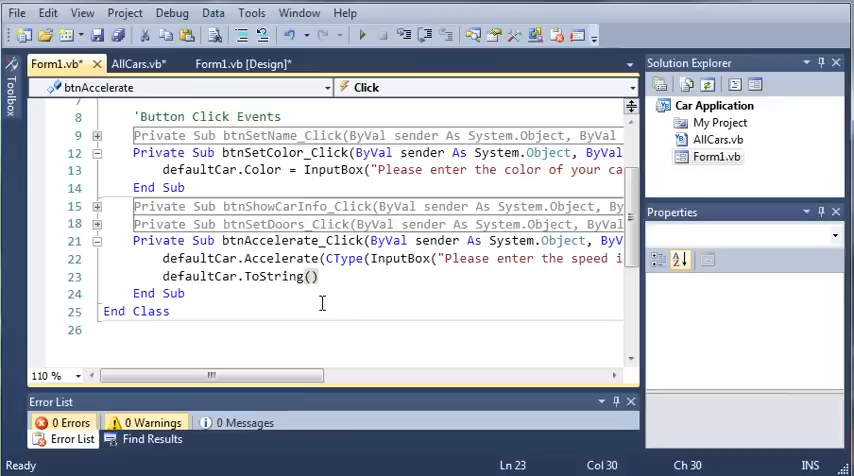 File Edit View Project Debug Data Tools Window Help
Form1.vb* AllCars.vb* Form1.vb [Design]*
btnAccelerate Click
7
8 'Button Click Events
9 Private Sub btnSetName_Click(ByVal sender As System.Object, ByVal
12 Private Sub btnSetColor_Click(ByVal sender As System.Object, ByVal
13 defaultCar.Color = InputBox("Please enter the color of your ca
14 End Sub
15 Private Sub btnShowCarInfo_Click(ByVal sender As System.Object, By
18 Private Sub btnSetDoors_Click(ByVal sender As System.Object, ByVal
21 Private Sub btnAccelerate_Click(ByVal sender As System.Object, ByV
22 defaultCar.Accelerate(CType(InputBox("Please enter the speed i
23 defaultCar.ToString()
24 End Sub
25 End Class
26
110 %
Toolbox
Solution Explorer
Car Application
My Project
AllCars.vb
Form1.vb
Properties
Error List
0 Errors 0 Warnings 0 Messages
Error List Find Results
Ready Ln 23 Col 30 Ch 30 INS